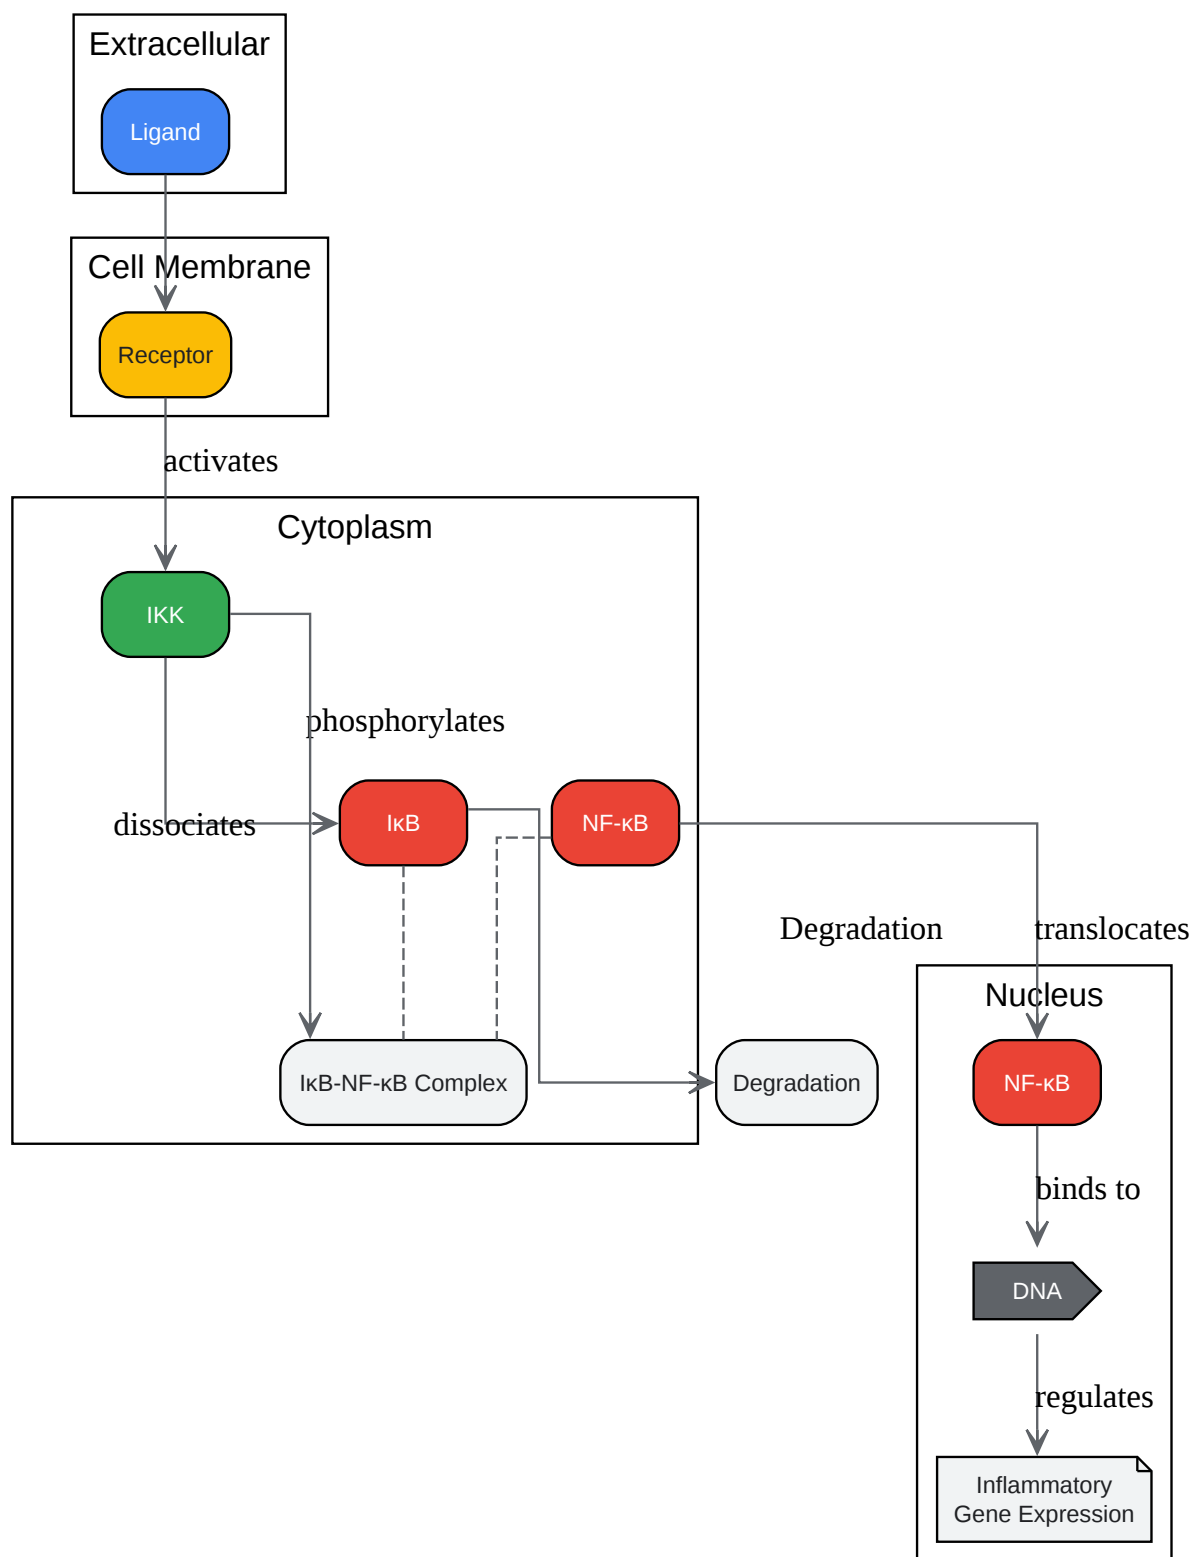 Extracellular
Ligand
Cell Membrane
Receptor
activates
Cytoplasm
IKK
phosphorylates
dissociates
IκB
NF-κB
Degradation
translocates
Nucleus
IκB-NF-κB Complex
Degradation
NF-κB
binds to
DNA
regulates
Inflammatory
Gene Expression